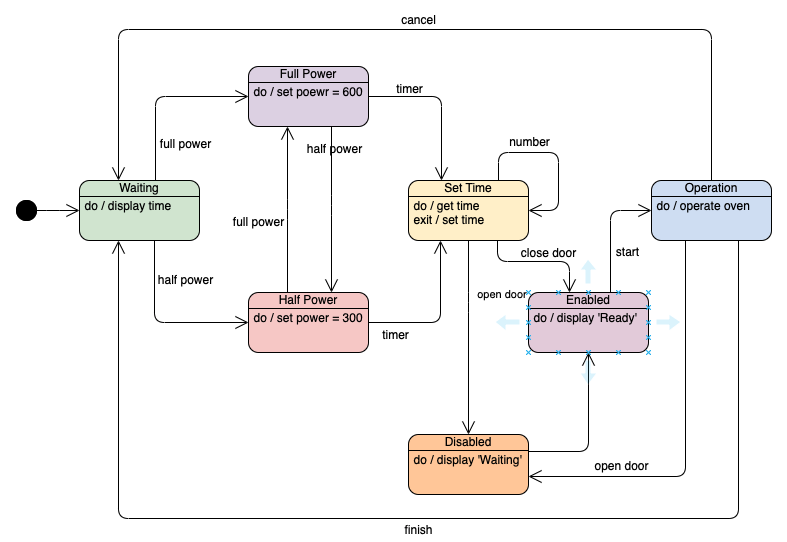 cancel
Full Power
do / set poewr = 600
timer
full power
half power
number
Waiting
do / display time
Set Time
do / get time
exit / set time
Operation
do / operate oven
full power
close door
start
half power
open door
Half Power
do / set power = 300
Enabled
do / display 'Ready'
timer
Disabled
do / display 'Waiting'
open door
finish